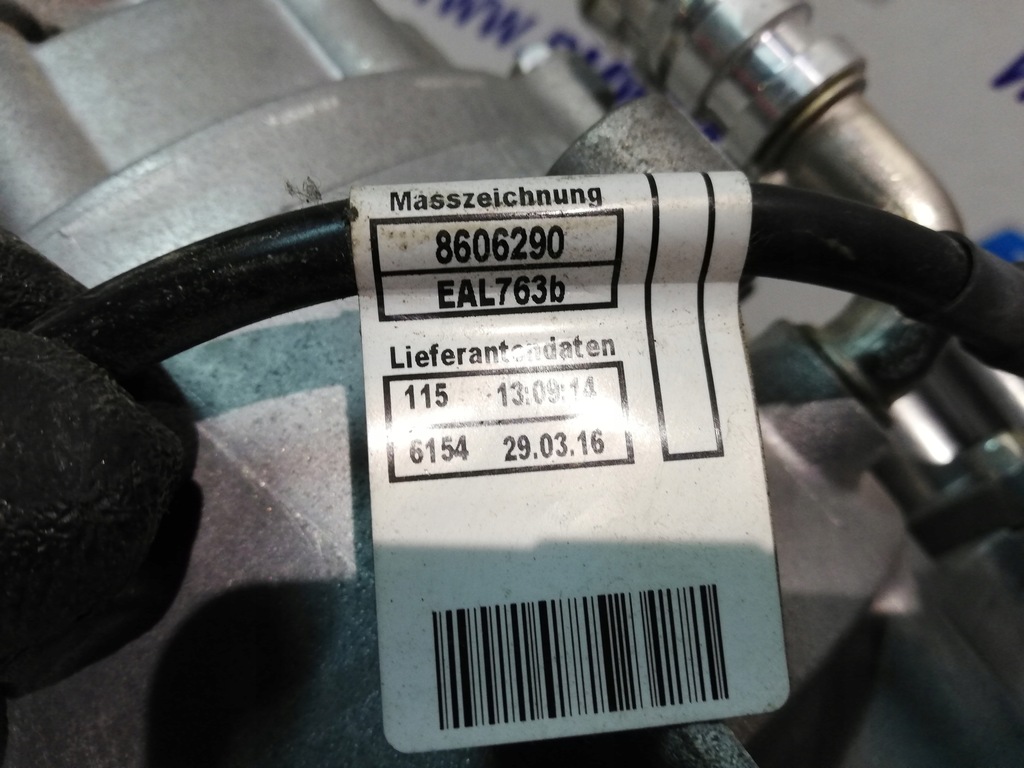 Masszeichnung
8606290
EAL763b
Lieferantendaten
115 13:09:14
6154 29.03.16